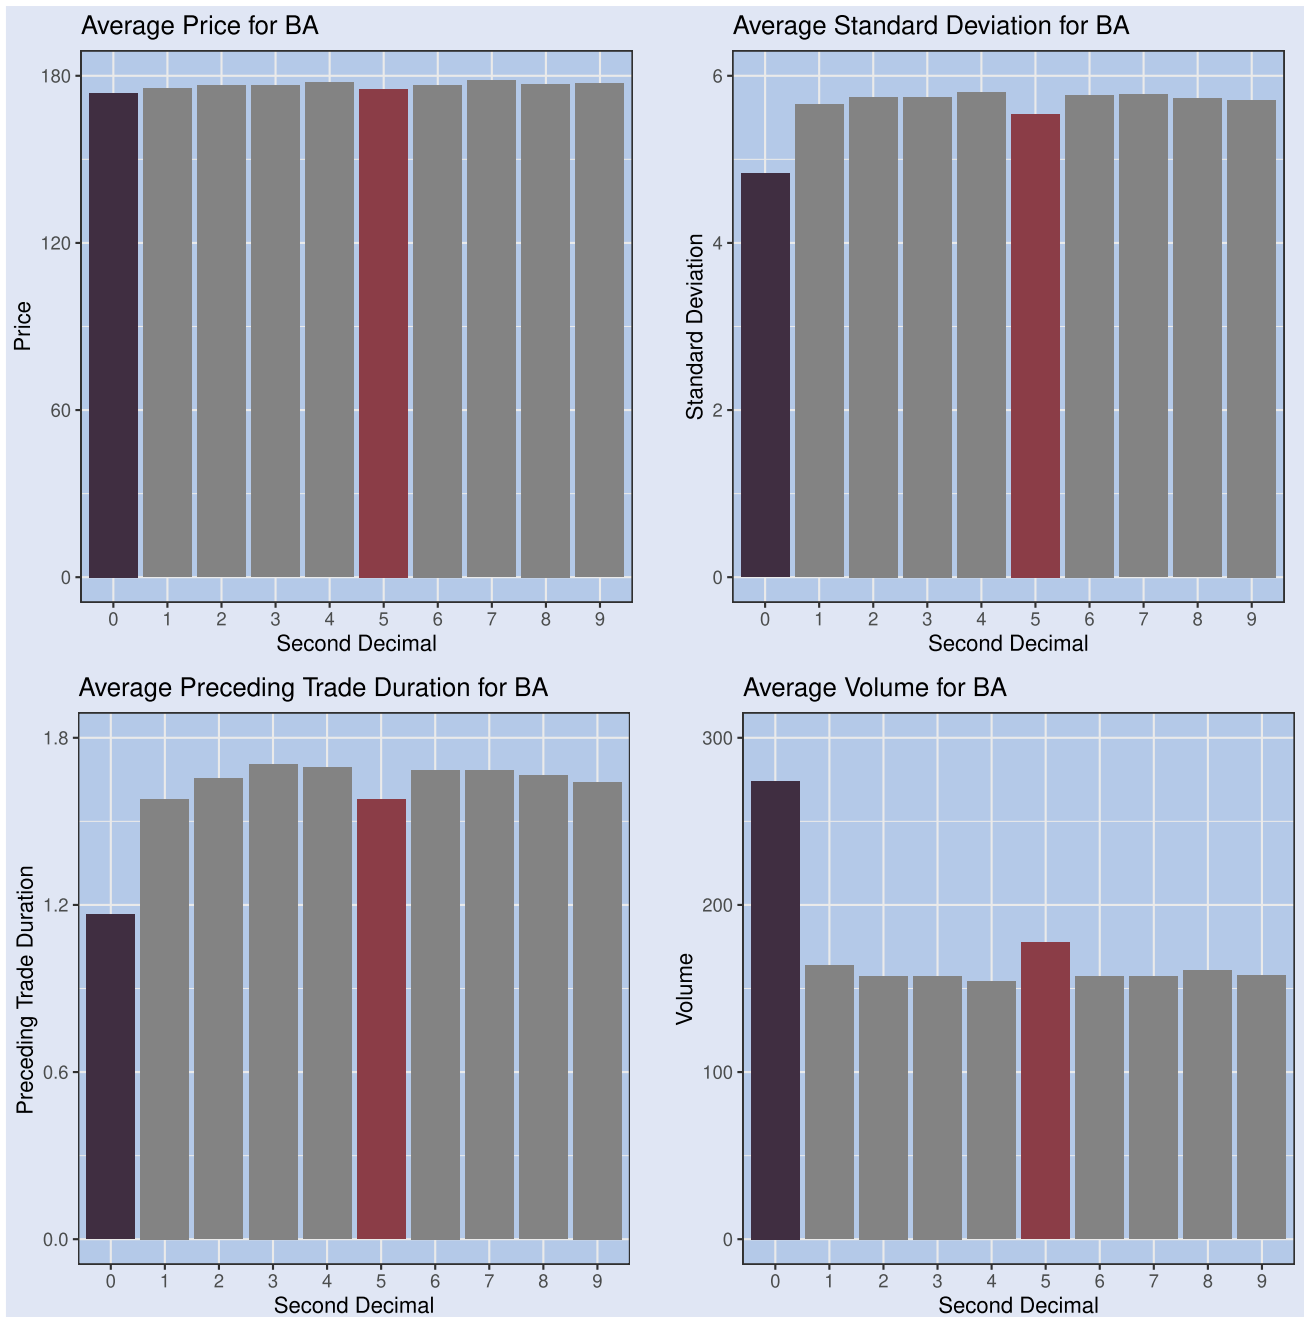 Average Price for BA
180
120
60
0
Price
0 1 2 3 4 5 6 7 8 9
Second Decimal
Average Standard Deviation for BA
6
4
2
0
Standard Deviation
0 1 2 3 4 5 6 7 8 9
Second Decimal
Average Preceding Trade Duration for BA
1.8
1.2
0.6
0.0
Preceding Trade Duration
0 1 2 3 4 5 6 7 8 9
Second Decimal
Average Volume for BA
300
200
100
0
Volume
0 1 2 3 4 5 6 7 8 9
Second Decimal